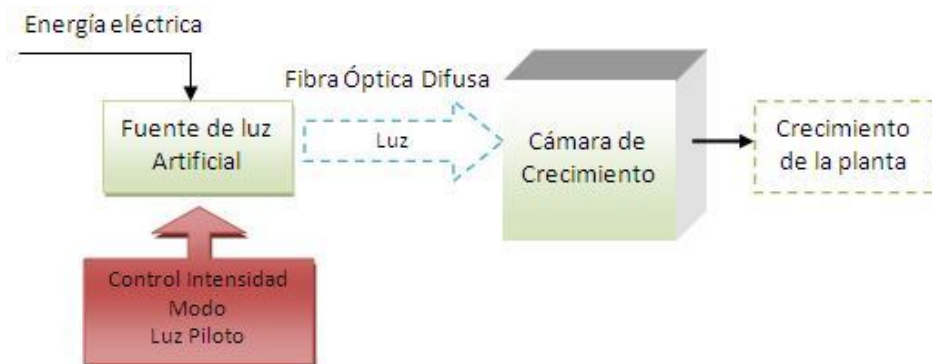 Energía eléctrica
Fibra Óptica Difusa
Fuente de luz
Artificial
Luz
Cámara de
Crecimiento
Crecimiento
de la planta
Control Intensidad
Modo
Luz Piloto